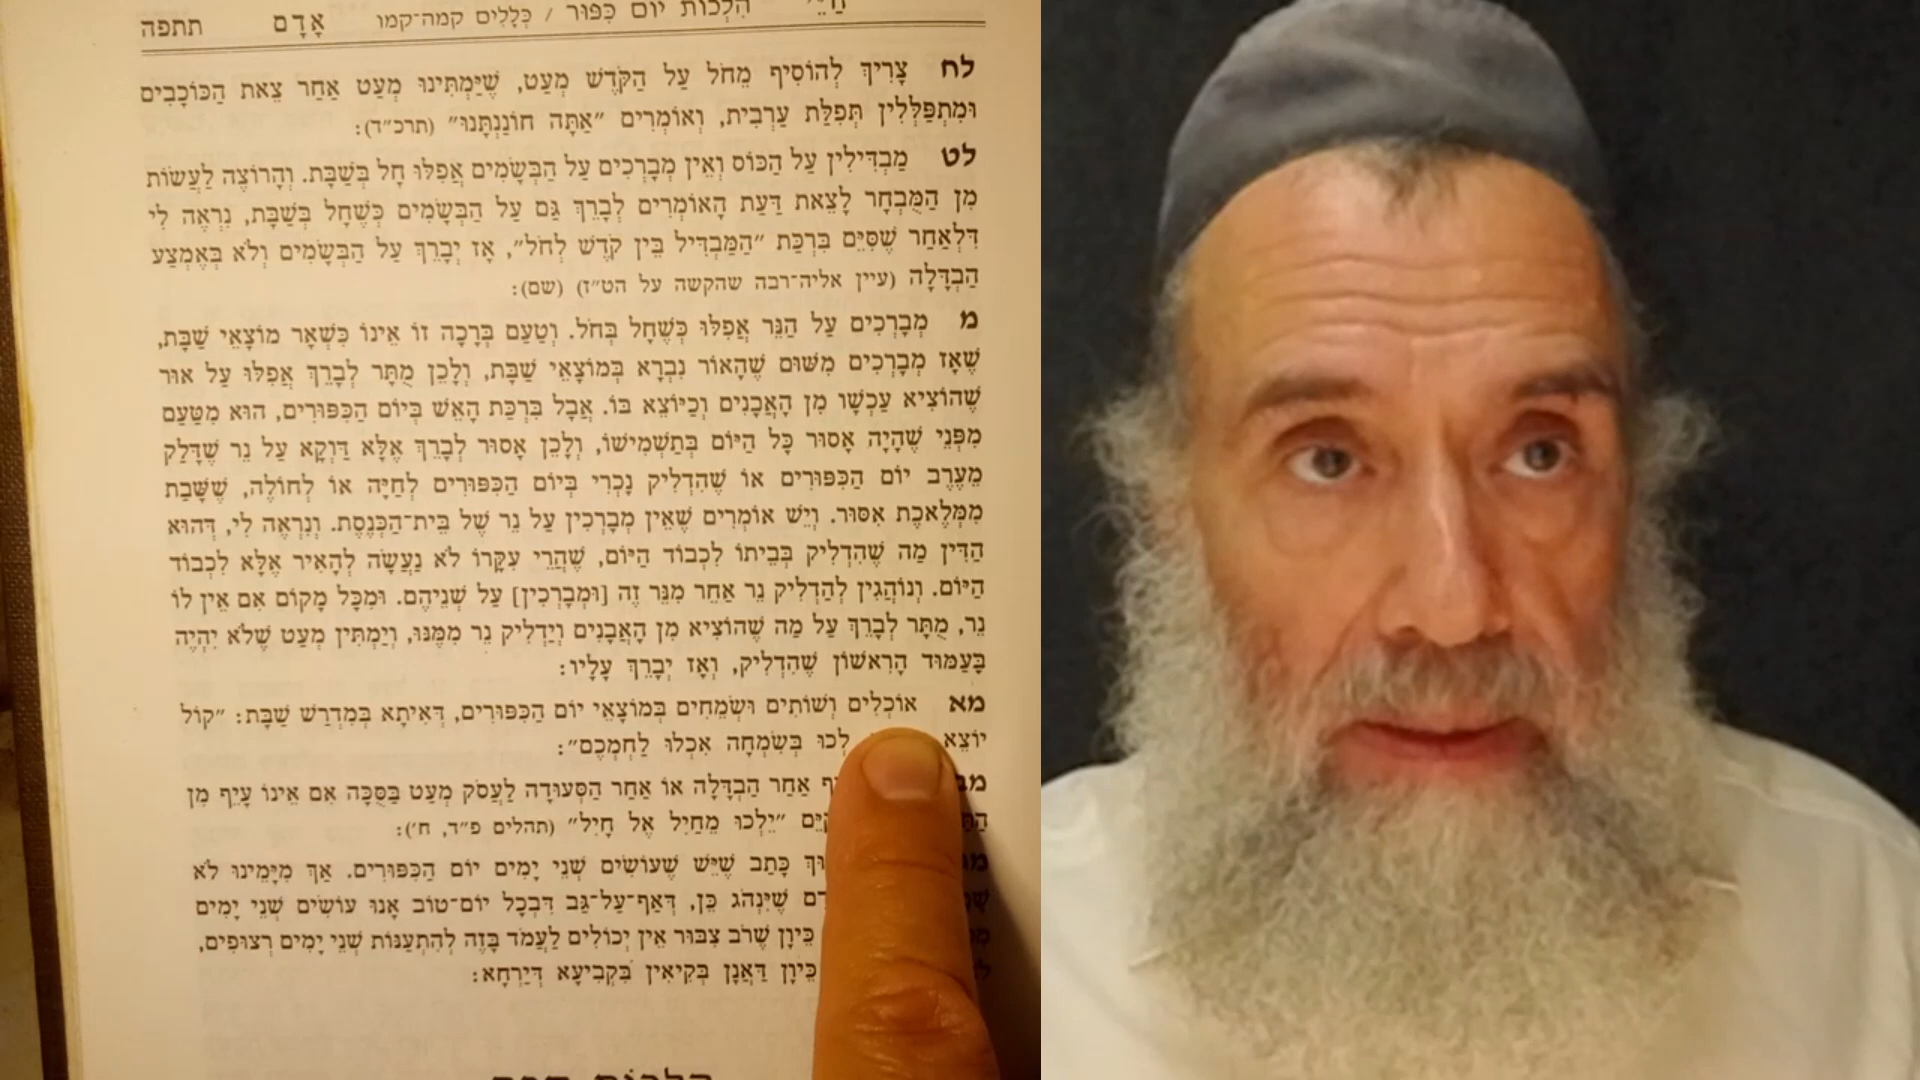 חיי הלכות יום כפור / כללים קמה־קמו אָדָם תתפה
לח צָרִיךְ לְהוֹסִיף מֵחֹל עַל הַקֹּדֶשׁ מְעַט, שֶׁיַּמְתִּינוּ מְעַט אַחַר צֵאת הַכּוֹכָבִים
וּמִתְפַּלְּלִין תְּפִלַּת עַרְבִית, וְאוֹמְרִים "אַתָּה חוֹנַנְתָּנוּ" (תרכ"ד):
לט מַבְדִּילִין עַל הַכּוֹס וְאֵין מְבָרְכִים עַל הַבְּשָׂמִים אֲפִלּוּ חָל בְּשַׁבָּת. וְהָרוֹצֶה לַעֲשׂוֹת
מִן הַמֻּבְחָר לָצֵאת דַּעַת הָאוֹמְרִים לְבָרֵךְ גַּם עַל הַבְּשָׂמִים כְּשֶׁחָל בְּשַׁבָּת, נִרְאֶה לִי
דִּלְאַחַר שֶׁסִּיֵּם בִּרְכַּת "הַמַּבְדִּיל בֵּין קֹדֶשׁ לְחֹל", אָז יְבָרֵךְ עַל הַבְּשָׂמִים וְלֹא בְּאֶמְצַע
הַבְדָּלָה (עיין אליה־רבה שהקשה על הט"ז) (שם):
מ מְבָרְכִים עַל הַנֵּר אֲפִלּוּ כְּשֶׁחָל בְּחֹל. וְטַעַם בְּרָכָה זוֹ אֵינוֹ כִּשְׁאָר מוֹצָאֵי שַׁבָּת,
שֶׁאָז מְבָרְכִים מִשּׁוּם שֶׁהָאוֹר נִבְרָא בְּמוֹצָאֵי שַׁבָּת, וְלָכֵן מֻתָּר לְבָרֵךְ אֲפִלּוּ עַל אוּר
שֶׁהוֹצִיא עַכְשָׁו מִן הָאֲבָנִים וְכַיּוֹצֵא בּוֹ. אֲבָל בִּרְכַּת הָאֵשׁ בְּיוֹם הַכִּפּוּרִים, הוּא מִטַּעַם
מִפְּנֵי שֶׁהָיָה אָסוּר כָּל הַיּוֹם בְּתַשְׁמִישׁוֹ, וְלָכֵן אָסוּר לְבָרֵךְ אֶלָּא דַּוְקָא עַל נֵר שֶׁדָּלַק
מֵעֶרֶב יוֹם הַכִּפּוּרִים אוֹ שֶׁהִדְלִיק נָכְרִי בְּיוֹם הַכִּפּוּרִים לְחַיָּה אוֹ לְחוֹלֶה, שֶׁשָּׁבַת
מִמְּלֶאכֶת אִסּוּר. וְיֵשׁ אוֹמְרִים שֶׁאֵין מְבָרְכִין עַל נֵר שֶׁל בֵּית־הַכְּנֶסֶת. וְנִרְאֶה לִי, דְּהוּא
הַדִּין מַה שֶּׁהִדְלִיק בְּבֵיתוֹ לִכְבוֹד הַיּוֹם, שֶׁהֲרֵי עִקָּרוֹ לֹא נַעֲשָׂה לְהָאִיר אֶלָּא לִכְבוֹד
הַיּוֹם. וְנוֹהֲגִין לְהַדְלִיק נֵר אַחֵר מִנֵּר זֶה [וּמְבָרְכִין] עַל שְׁנֵיהֶם. וּמִכָּל מָקוֹם אִם אֵין לוֹ
נֵר, מֻתָּר לְבָרֵךְ עַל מַה שֶּׁהוֹצִיא מִן הָאֲבָנִים וְיַדְלִיק נֵר מִמֶּנּוּ, וְיַמְתִּין מְעַט שֶׁלֹּא יִהְיֶה
בָּעַמּוּד הָרִאשׁוֹן שֶׁהִדְלִיק, וְאָז יְבָרֵךְ עָלָיו:
מא אוֹכְלִים וְשׁוֹתִים וּשְׂמֵחִים בְּמוֹצָאֵי יוֹם הַכִּפּוּרִים, דְּאִיתָא בְּמִדְרַשׁ שַׁבָּת: "קוֹל
יוֹצֵא לְכוּ בְּשִׂמְחָה אִכְלוּ לַחְמְכֶם":
מב אַחַר הַבְדָּלָה אוֹ אַחַר הַסְּעוּדָה לַעֲסֹק מְעַט בַּסֻּכָּה אִם אֵינוֹ עָיֵף מִן
"יֵלְכוּ מֵחַיִל אֶל חָיִל" (תהלים פ"ד, ח'):
כָּתַב שֶׁיֵּשׁ שֶׁעוֹשִׂים שְׁנֵי יָמִים יוֹם הַכִּפּוּרִים. אַךְ מִיָּמֵינוּ לֹא
שֶׁיִּנְהֹג כֵּן, דְּאַף־עַל־גַּב דִּבְכָל יוֹם־טוֹב אָנוּ עוֹשִׂים שְׁנֵי יָמִים
כֵּיוָן שֶׁרֹב צִבּוּר אֵין יְכוֹלִים לַעֲמֹד בָּזֶה לְהִתְעַנּוֹת שְׁנֵי יָמִים רְצוּפִים,
כֵּיוָן דַּאֲנַן בְּקִיאִין בִּקְבִיעָא דְּיַרְחָא: